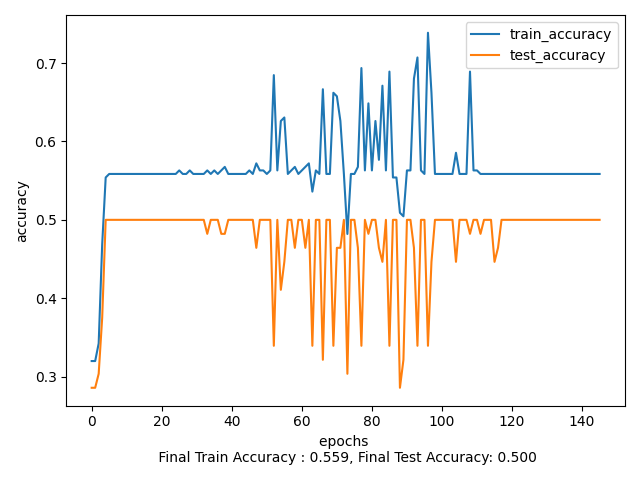 train_accuracy
test_accuracy
0.7
0.6
0.5
0.4
0.3
accuracy
0 20 40 60 80 100 120 140
epochs
Final Train Accuracy : 0.559, Final Test Accuracy: 0.500